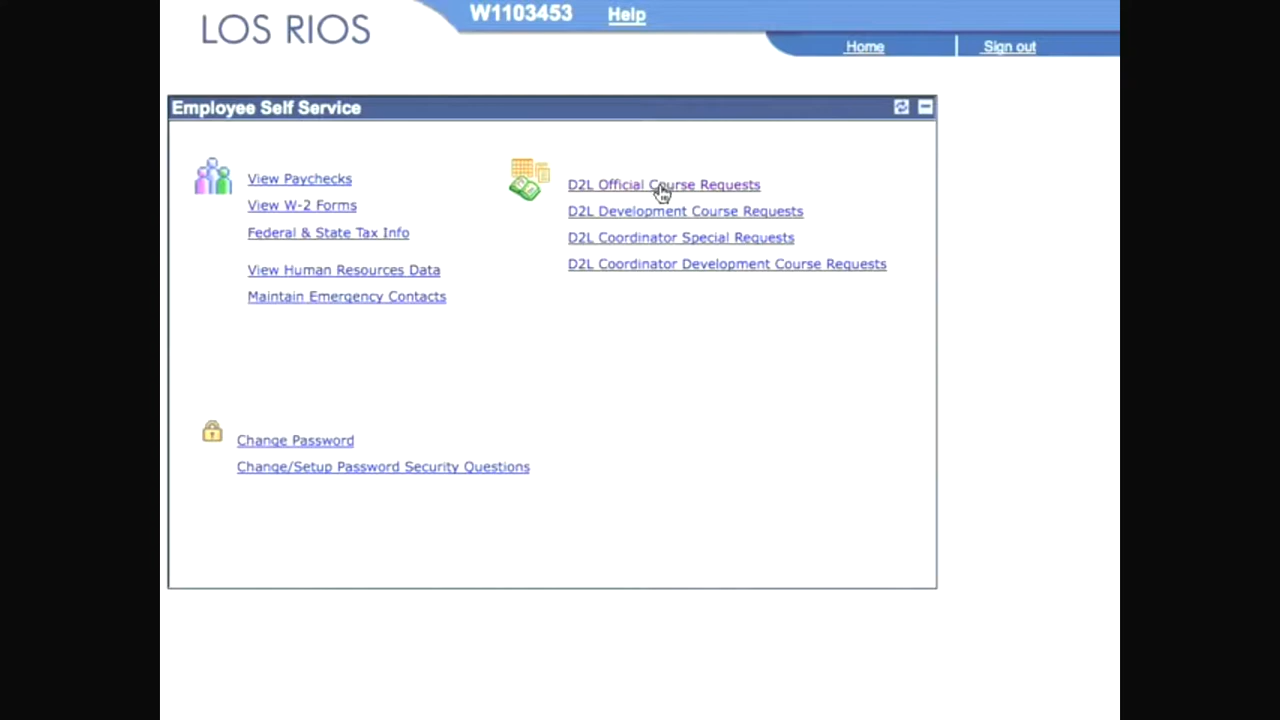 LOS RIOS
W1103453 Help
Home Sign out
Employee Self Service
View Paychecks
View W-2 Forms
Federal & State Tax Info
View Human Resources Data
Maintain Emergency Contacts
D2L Official Course Requests
D2L Development Course Requests
D2L Coordinator Special Requests
D2L Coordinator Development Course Requests
Change Password
Change/Setup Password Security Questions